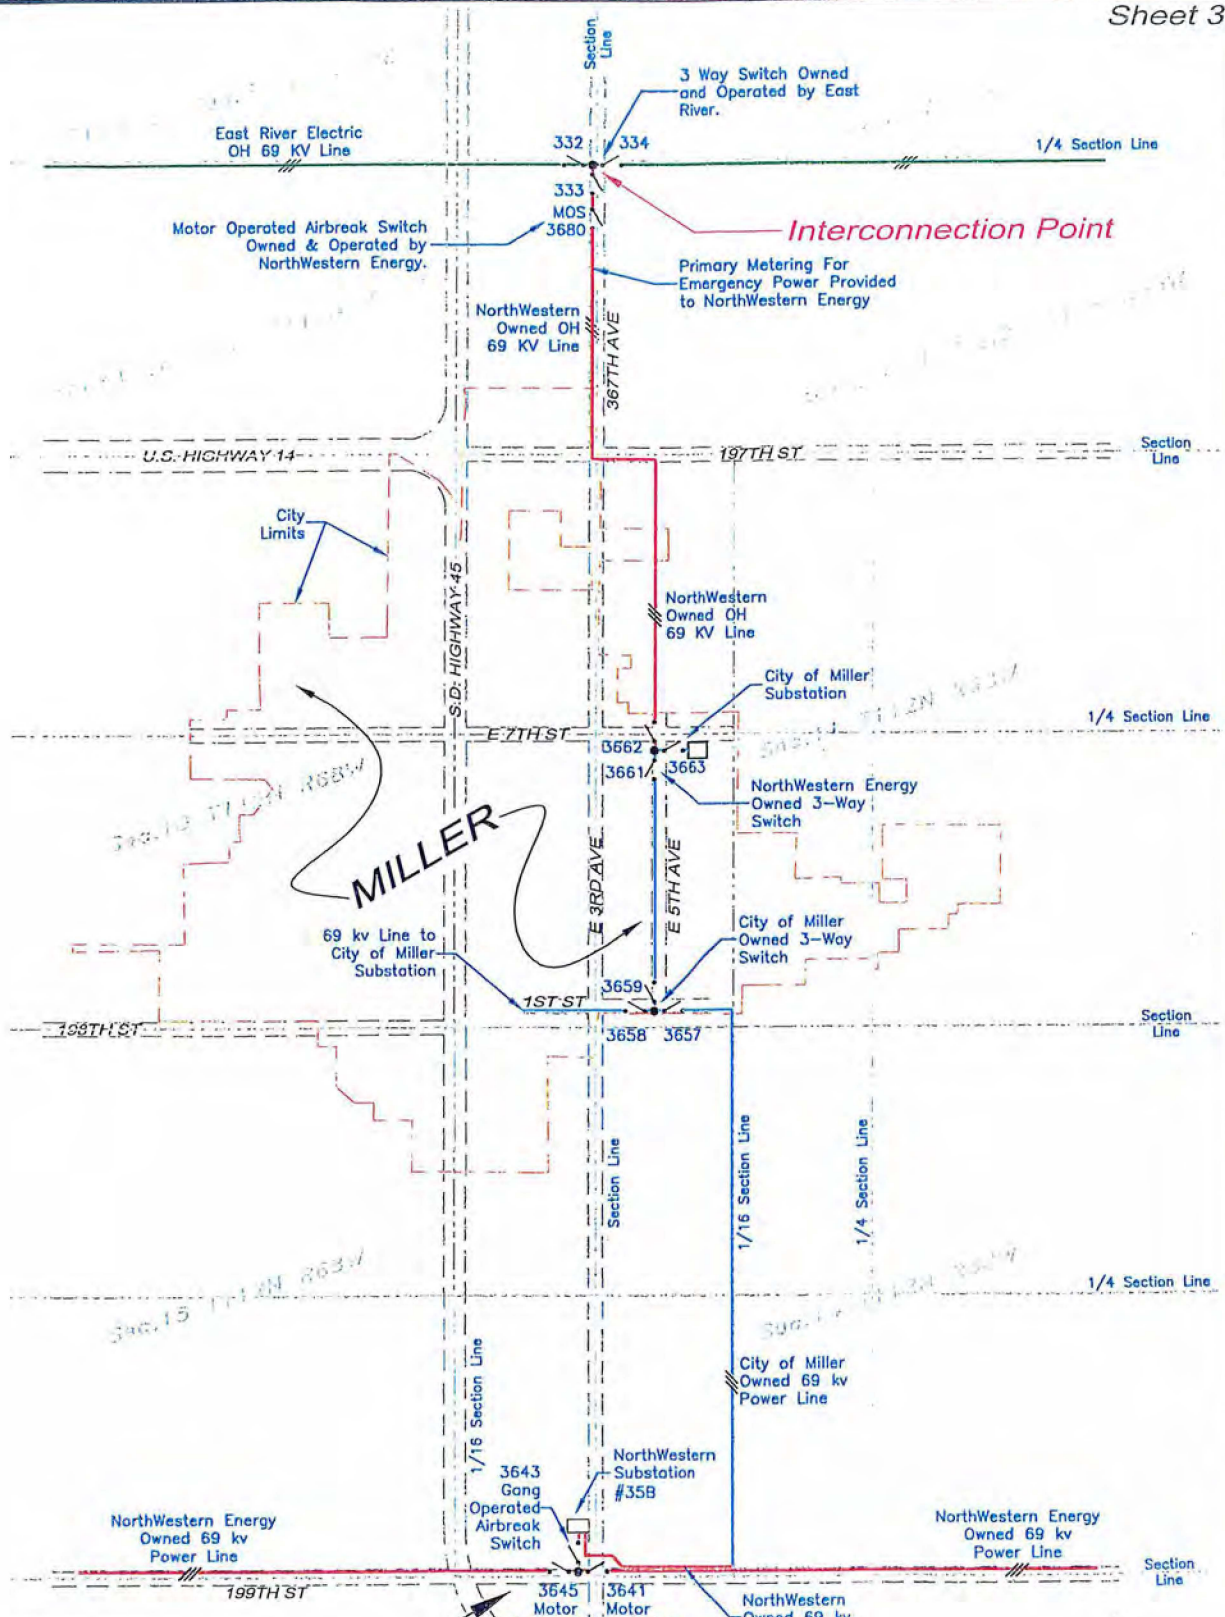 Sheet 3
Section
Line
3 Way Switch Owned
and Operated by East
River.
East River Electric
OH 69 KV Line
332
334
1/4 Section Line
333
MOS
3680
Motor Operated Airbreak Switch
Owned & Operated by
NorthWestern Energy.
Interconnection Point
Primary Metering For
Emergency Power Provided
to NorthWestern Energy
NorthWestern
Owned OH
69 KV Line
367TH AVE
U.S. HIGHWAY 14
197TH ST
Section
Line
City
Limits
S.D. HIGHWAY 45
NorthWestern
Owned OH
69 KV Line
City of Miller
Substation
1/4 Section Line
E 7TH ST
3662
3661
3663
NorthWestern Energy
Owned 3-Way
Switch
MILLER
E 3RD AVE
E 5TH AVE
69 kv Line to
City of Miller
Substation
City of Miller
Owned 3-Way
Switch
3659
1ST ST
198TH ST
3658
3657
Section
Line
Section Line
1/16 Section Line
1/4 Section Line
Sec.15 T112N R68W
1/4 Section Line
1/16 Section Line
City of Miller
Owned 69 kv
Power Line
3643
Gang
Operated
Airbreak
Switch
NorthWestern
Substation
#35B
NorthWestern Energy
Owned 69 kv
Power Line
NorthWestern Energy
Owned 69 kv
Power Line
199TH ST
Section
Line
3645
Motor
3641
Motor
NorthWestern
Owned 69 kv